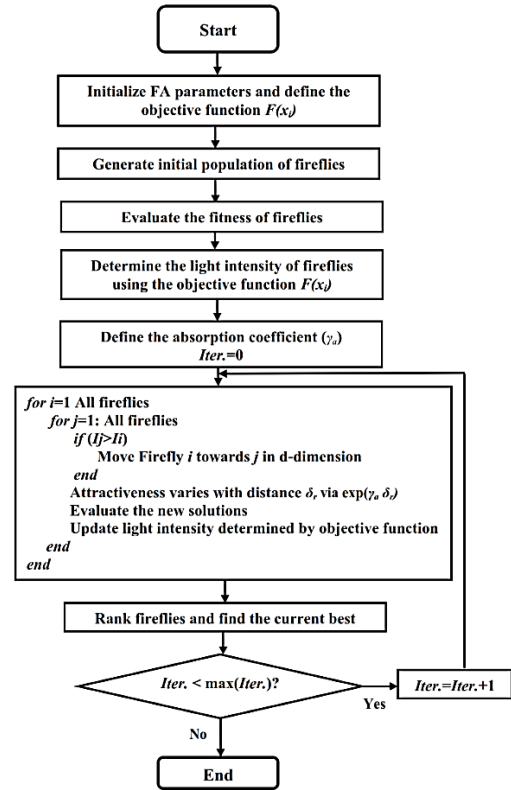 Start
Initialize FA parameters and define the
objective function F(xᵢ)
Generate initial population of fireflies
Evaluate the fitness of fireflies
Determine the light intensity of fireflies
using the objective function F(xᵢ)
Define the absorption coefficient (γₐ)
Iter.=0
for i=1 All fireflies
for j=1: All fireflies
if (Ij>Ii)
Move Firefly i towards j in d-dimension
end
Attractiveness varies with distance δᵣ via exp(γₐ δᵣ)
Evaluate the new solutions
Update light intensity determined by objective function
end
end
Rank fireflies and find the current best
Iter. < max(Iter.)?
Yes
Iter.=Iter.+1
No
End